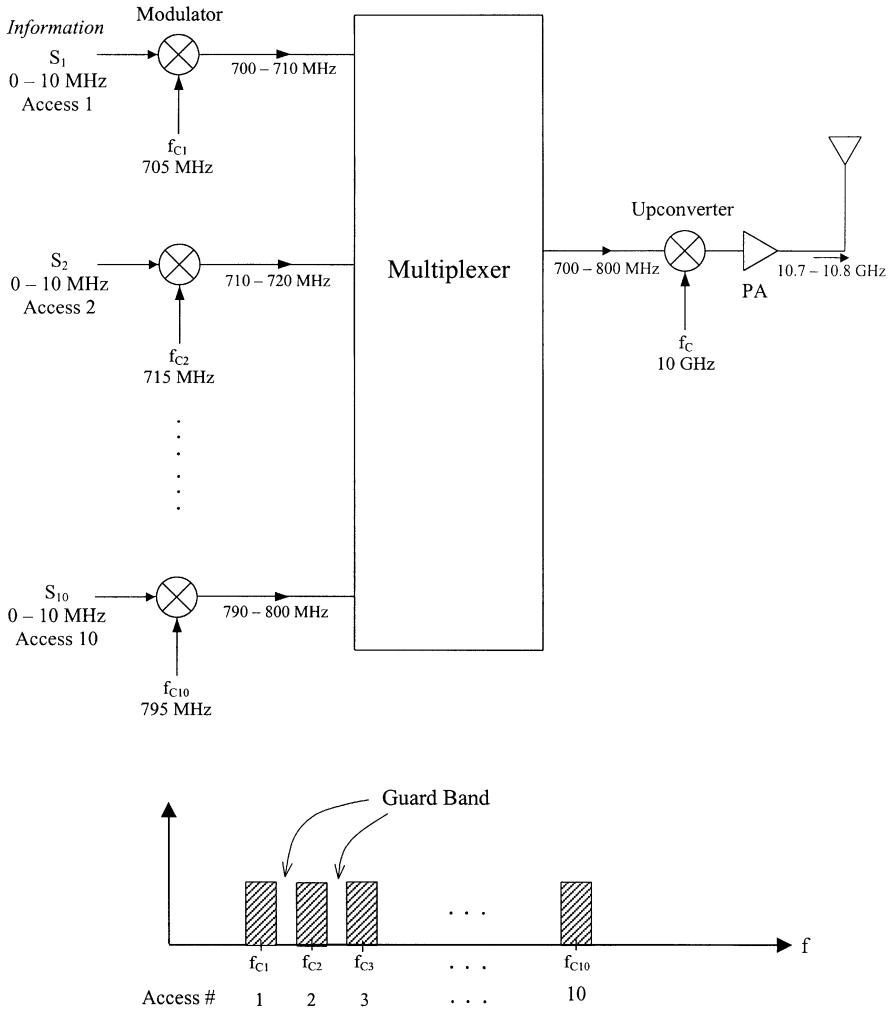 Information
Modulator
S1
0 – 10 MHz
Access 1
700 – 710 MHz
fC1
705 MHz
S2
0 – 10 MHz
Access 2
710 – 720 MHz
fC2
715 MHz
Multiplexer
Upconverter
700 – 800 MHz
PA
10.7 – 10.8 GHz
fC
10 GHz
S10
0 – 10 MHz
Access 10
790 – 800 MHz
fC10
795 MHz
Guard Band
. . .
f
fC1 fC2 fC3 . . . fC10
Access # 1 2 3 . . . 10